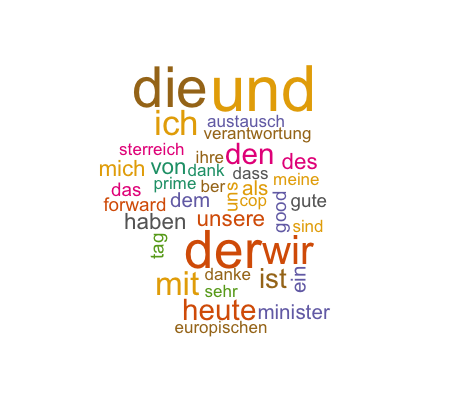 die und
ich austausch
verantwortung
sterreich ihre den des
mich von dank dass
das prime ber uns als meine
forward dem cop good gute
haben unsere sind
tag der wir
mit danke ist ein
sehr
heute minister
europischen